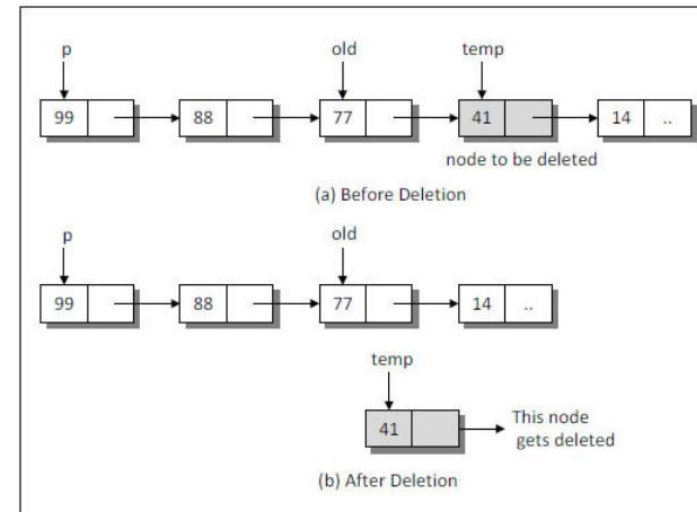 p old temp
99 88 77 41 14 ..
node to be deleted
(a) Before Deletion
p old
99 88 77 14 ..
temp
41 This node
gets deleted
(b) After Deletion